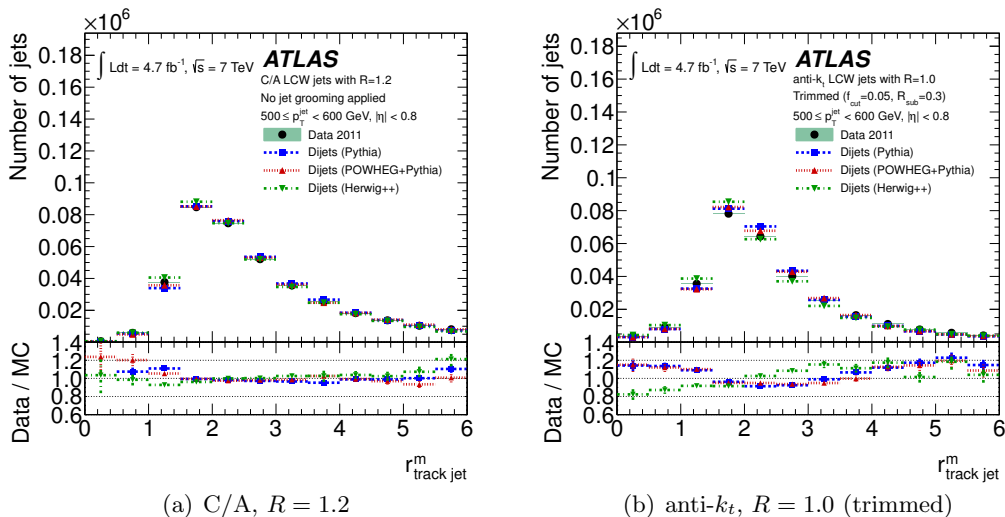 ×10⁶
Number of jets
0.18
0.16
0.14
0.12
0.1
0.08
0.06
0.04
0.02
∫ Ldt = 4.7 fb⁻¹, √s = 7 TeV
ATLAS
C/A LCW jets with R=1.2
No jet grooming applied
500 ≤ p_T^jet < 600 GeV, |η| < 0.8
Data 2011
Dijets (Pythia)
Dijets (POWHEG+Pythia)
Dijets (Herwig++)
Data / MC
1.4
1.2
1.0
0.8
0.6
0 1 2 3 4 5 6
r^m_track jet
(a) C/A, R = 1.2
×10⁶
Number of jets
0.18
0.16
0.14
0.12
0.1
0.08
0.06
0.04
0.02
∫ Ldt = 4.7 fb⁻¹, √s = 7 TeV
ATLAS
anti-k_t LCW jets with R=1.0
Trimmed (f_cut=0.05, R_sub=0.3)
500 ≤ p_T^jet < 600 GeV, |η| < 0.8
Data 2011
Dijets (Pythia)
Dijets (POWHEG+Pythia)
Dijets (Herwig++)
Data / MC
1.4
1.2
1.0
0.8
0.6
0 1 2 3 4 5 6
r^m_track jet
(b) anti-k_t, R = 1.0 (trimmed)